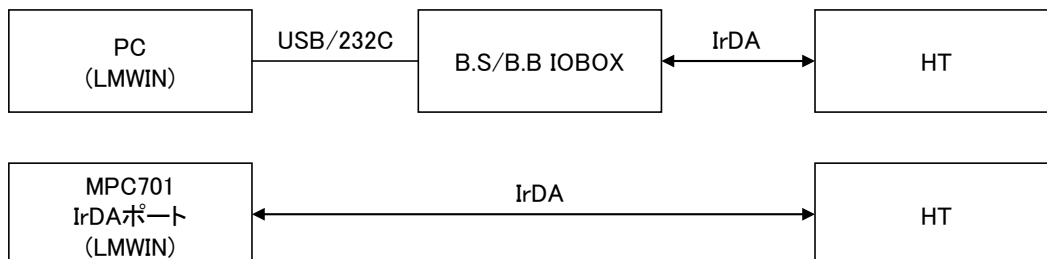 PC
(LMWIN)
USB/232C
B.S/B.B IOBOX
IrDA
HT
MPC701
IrDAポート
(LMWIN)
IrDA
HT